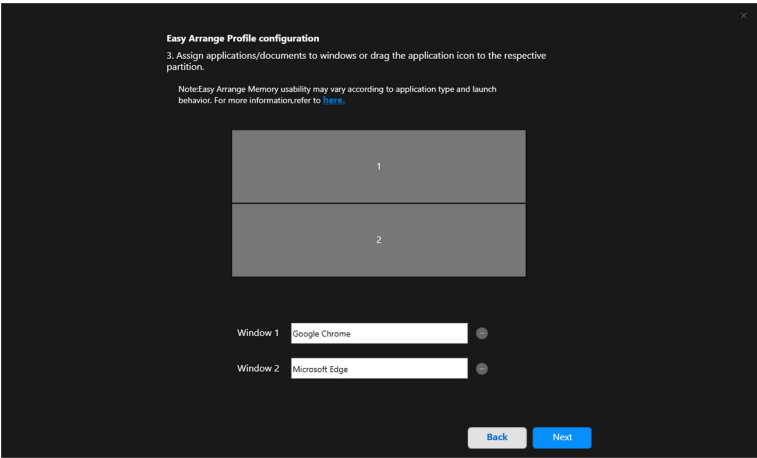 Easy Arrange Profile configuration
3. Assign applications/documents to windows or drag the application icon to the respective
partition.
Note:Easy Arrange Memory usability may vary according to application type and launch
behavior. For more information,refer to here.
1
2
Window 1 Google Chrome
Window 2 Microsoft Edge
Back Next